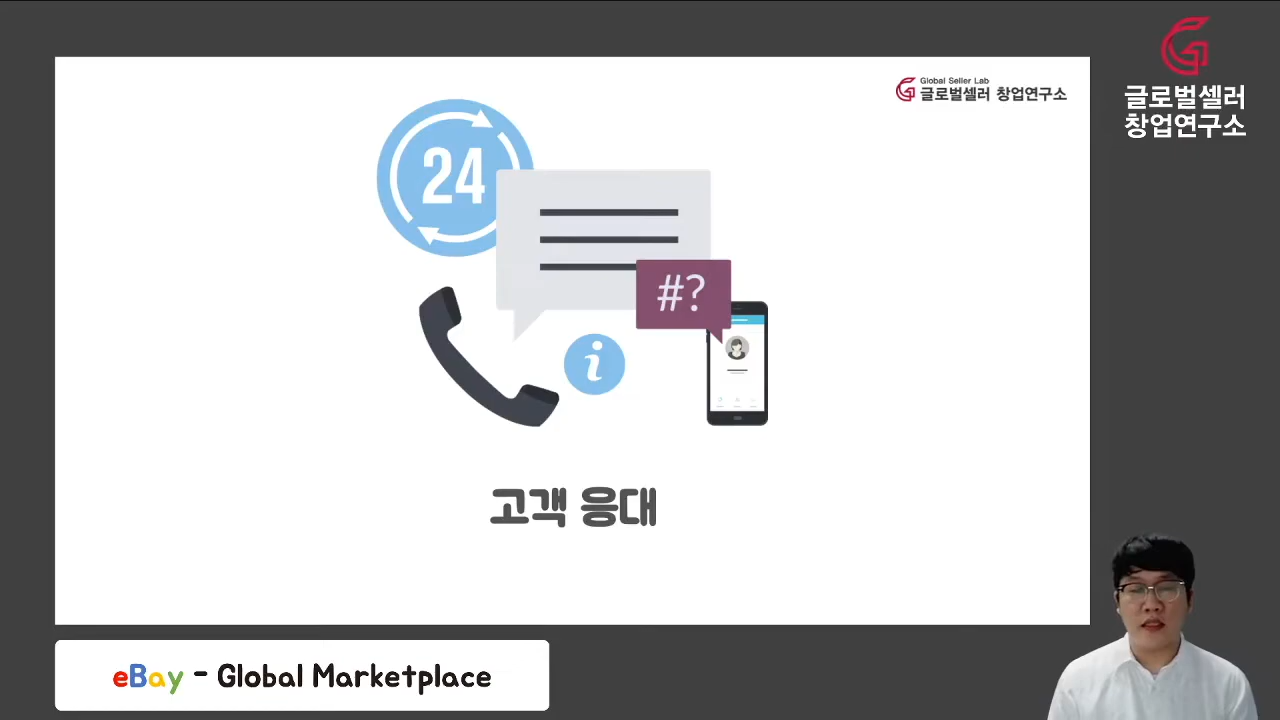 Global Seller Lab
글로벌셀러 창업연구소
글로벌셀러
창업연구소
24
#?
i
고객 응대
eBay - Global Marketplace